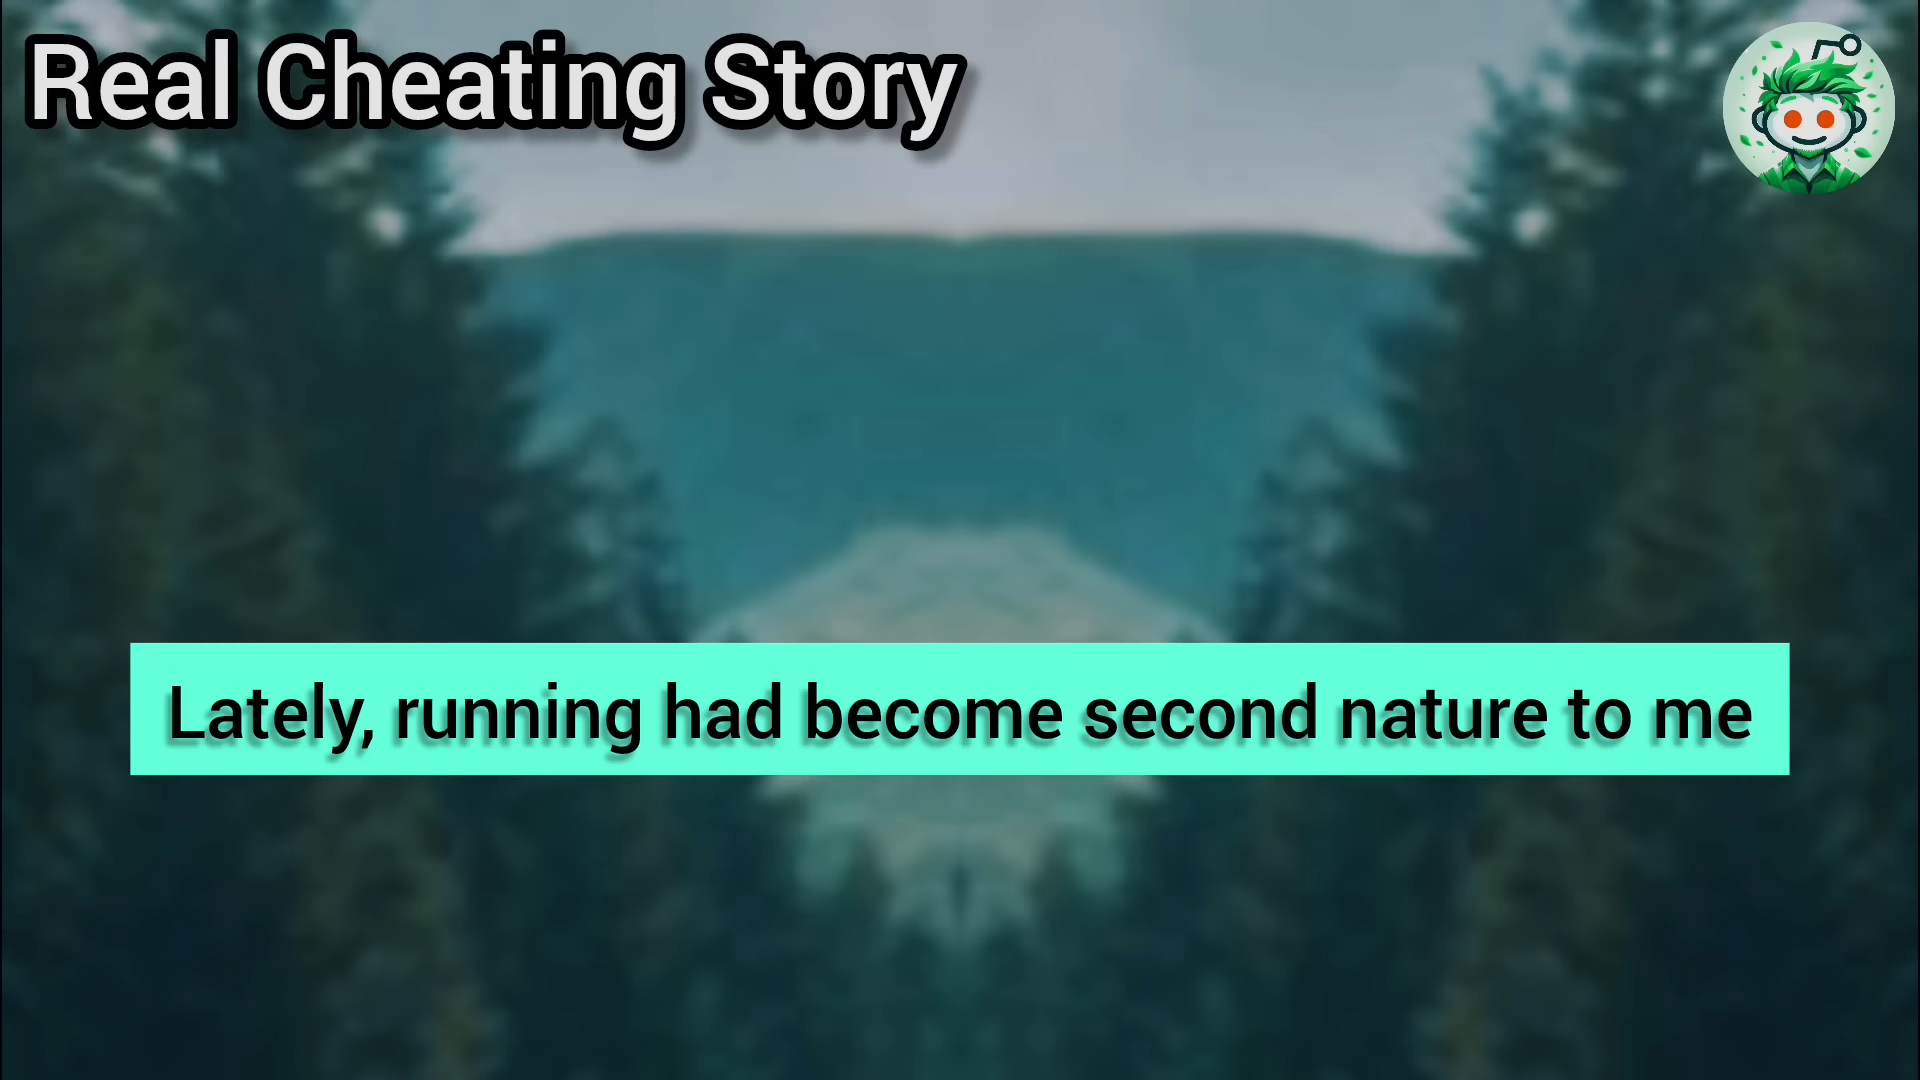 Real Cheating Story
Lately, running had become second nature to me